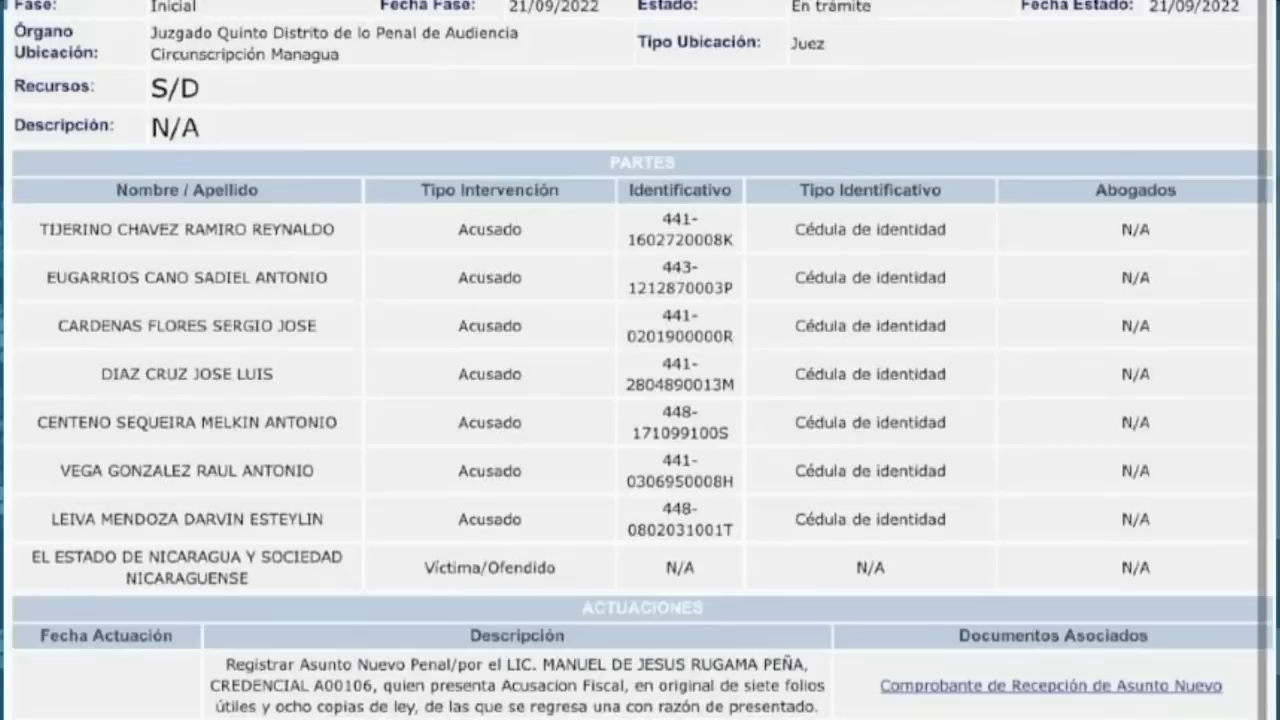 Fase: Inicial Fecha Fase: 21/09/2022 Estado: En trámite Fecha Estado: 21/09/2022
Órgano Ubicación: Juzgado Quinto Distrito de lo Penal de Audiencia Circunscripción Managua Tipo Ubicación: Juez
Recursos: S/D
Descripción: N/A
PARTES
Nombre / Apellido Tipo Intervención Identificativo Tipo Identificativo Abogados
TIJERINO CHAVEZ RAMIRO REYNALDO Acusado 441-1602720008K Cédula de identidad N/A
EUGARRIOS CANO SADIEL ANTONIO Acusado 443-1212870003P Cédula de identidad N/A
CARDENAS FLORES SERGIO JOSE Acusado 441-0201900000R Cédula de identidad N/A
DIAZ CRUZ JOSE LUIS Acusado 441-2804890013M Cédula de identidad N/A
CENTENO SEQUEIRA MELKIN ANTONIO Acusado 448-171099100S Cédula de identidad N/A
VEGA GONZALEZ RAUL ANTONIO Acusado 441-0306950008H Cédula de identidad N/A
LEIVA MENDOZA DARVIN ESTEYLIN Acusado 448-0802031001T Cédula de identidad N/A
EL ESTADO DE NICARAGUA Y SOCIEDAD NICARAGUENSE Víctima/Ofendido N/A N/A N/A
ACTUACIONES
Fecha Actuación Descripción Documentos Asociados
Registrar Asunto Nuevo Penal/por el LIC. MANUEL DE JESUS RUGAMA PEÑA,
CREDENCIAL A00106, quien presenta Acusacion Fiscal, en original de siete folios
útiles y ocho copias de ley, de las que se regresa una con razón de presentado.
Comprobante de Recepción de Asunto Nuevo